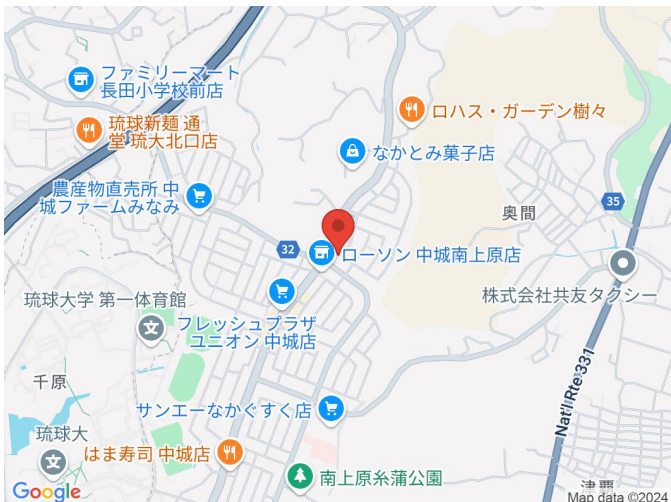 ファミリーマート
長田小学校前店
琉球新麺 通
堂 琉大北口店
ロハス・ガーデン樹々
なかとみ菓子店
農産物直売所 中
城ファームみなみ
35
奥間
32
ローソン 中城南上原店
株式会社共友タクシー
琉球大学 第一体育館
フレッシュプラザ
ユニオン 中城店
千原
Nat'l Rte 331
サンエーなかぐすく店
琉球大
はま寿司 中城店
南上原糸蒲公園
津覇
Google
Map data ©2024